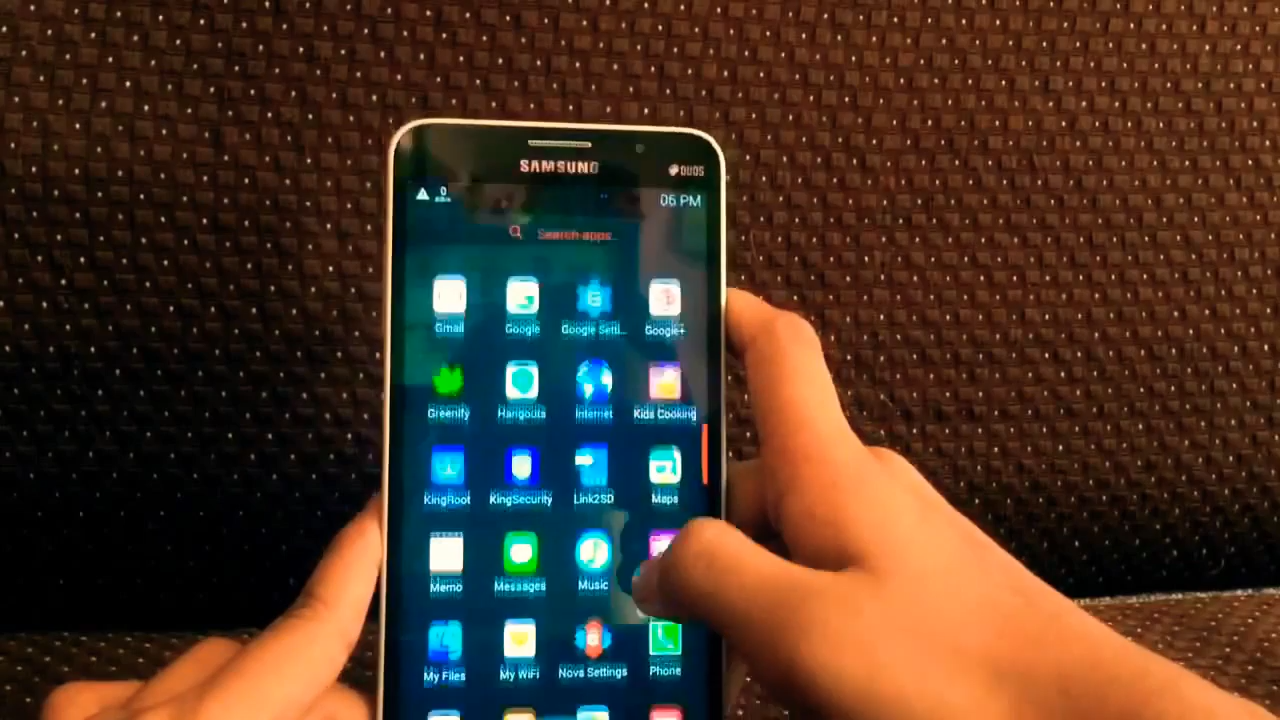 SAMSUNG
DUOS
0
06 PM
Search apps..
Gmail
Google
Google Setti...
Google+
Greenify
Hangouts
Internet
Kids Cooking
KingRoot
KingSecurity
Link2SD
Maps
Memo
Messages
Music
My Files
My WiFi
Nova Settings
Phone